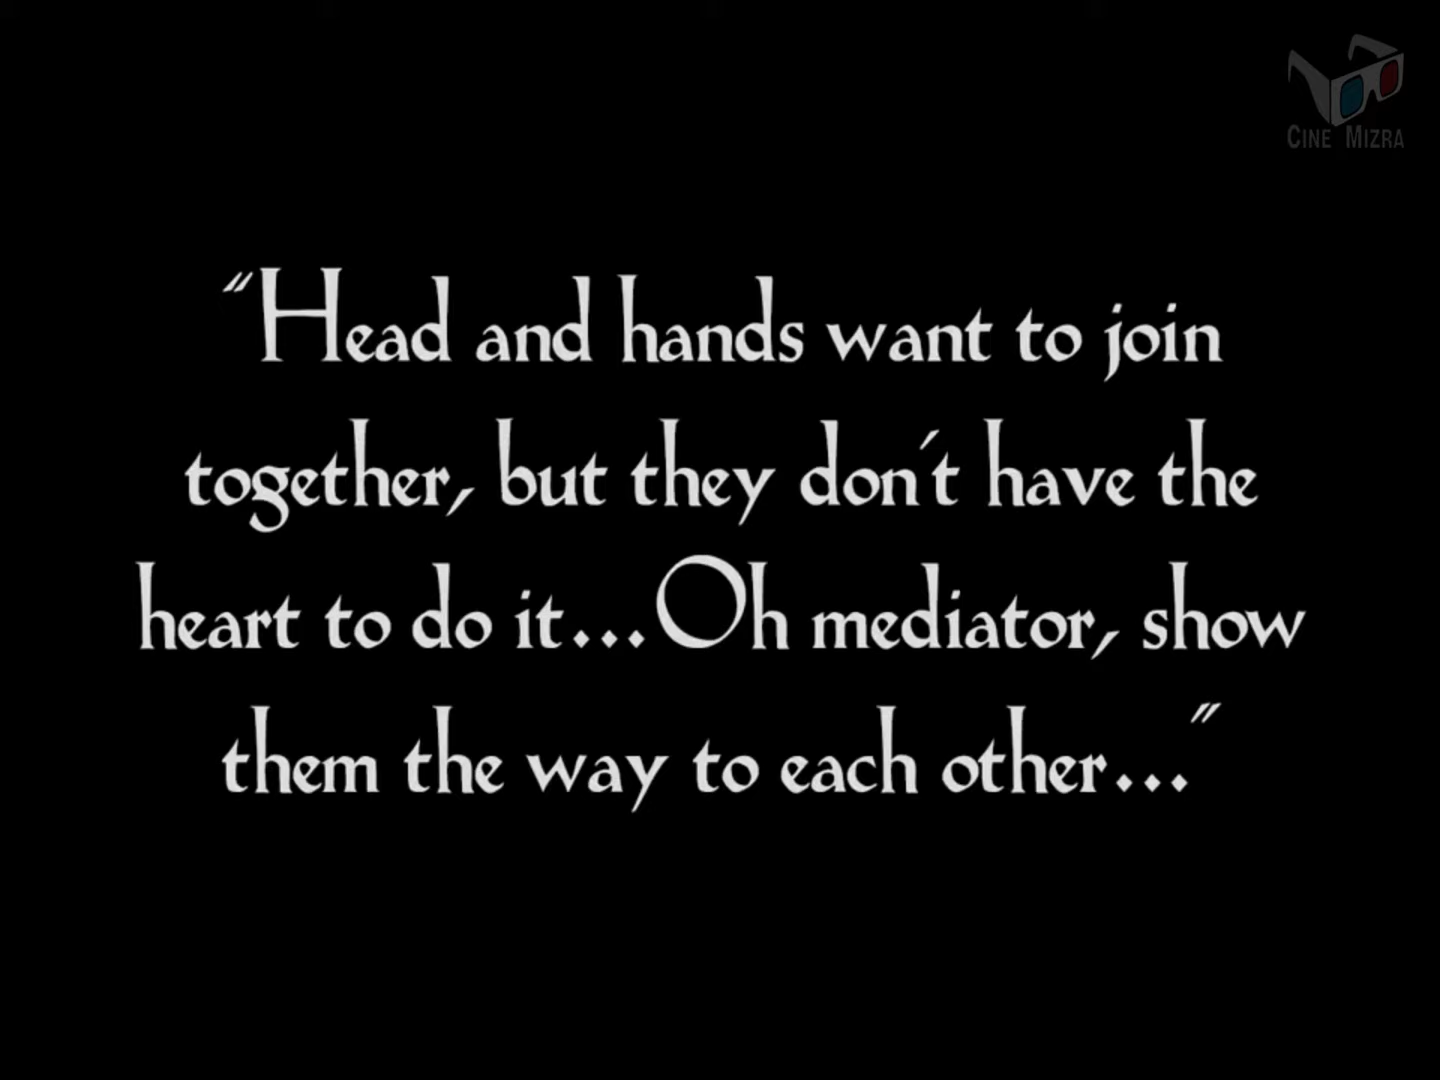 CINE MIZRA
"Head and hands want to join
together, but they don't have the
heart to do it...Oh mediator, show
them the way to each other..."